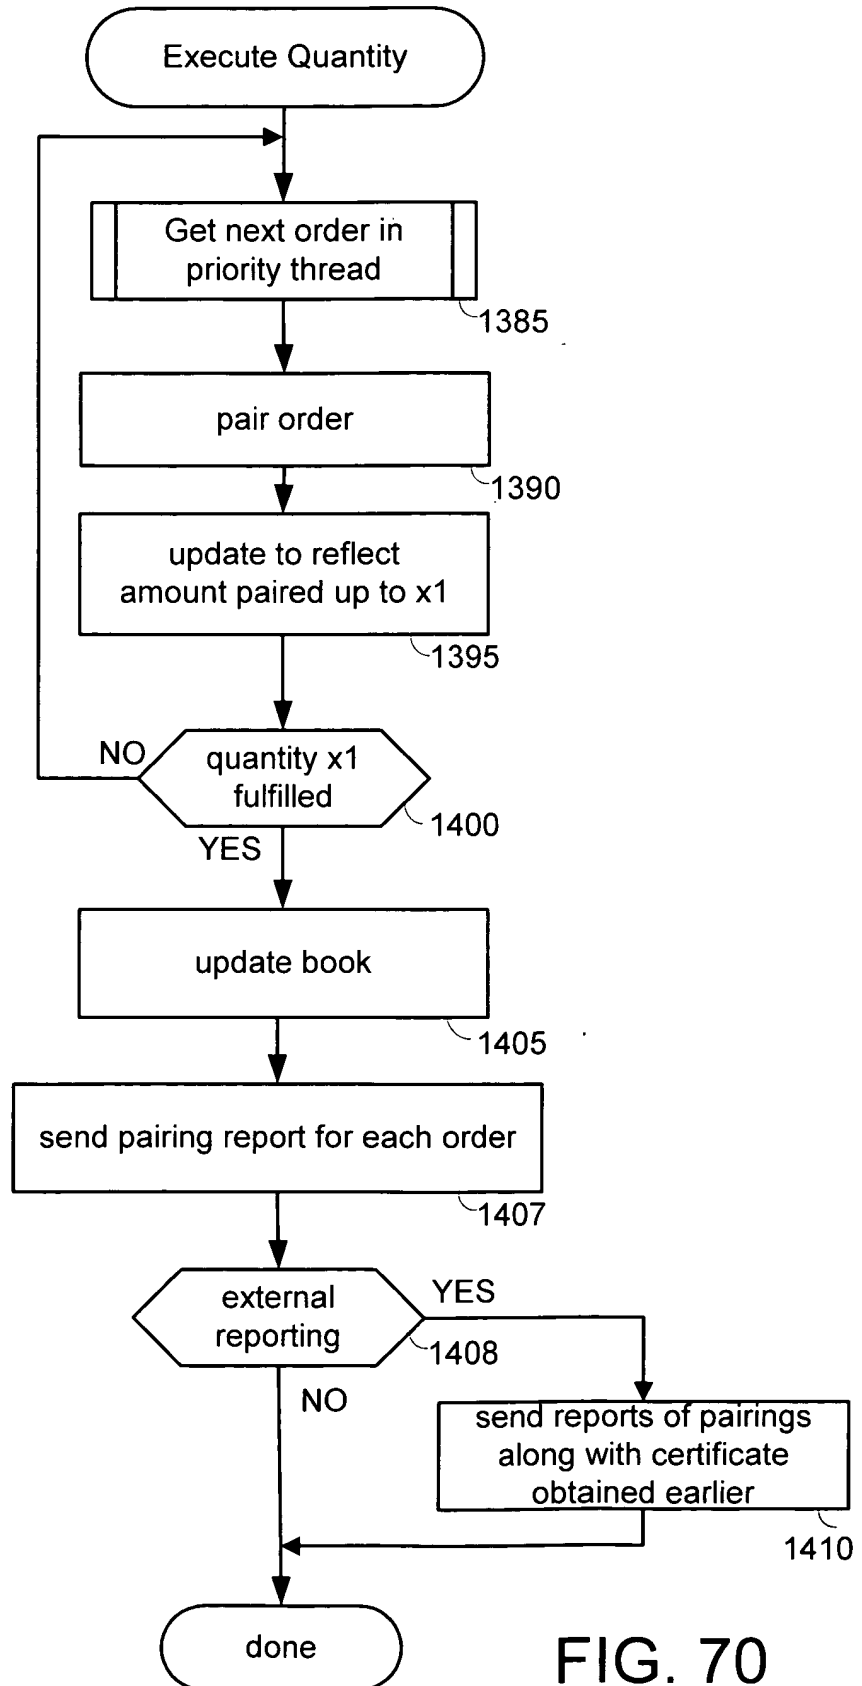 Execute Quantity
Get next order in
priority thread
1385
pair order
1390
update to reflect
amount paired up to x1
1395
NO
quantity x1
fulfilled
1400
YES
update book
1405
send pairing report for each order
1407
external
reporting
YES
1408
NO
send reports of pairings
along with certificate
obtained earlier
1410
done
FIG. 70